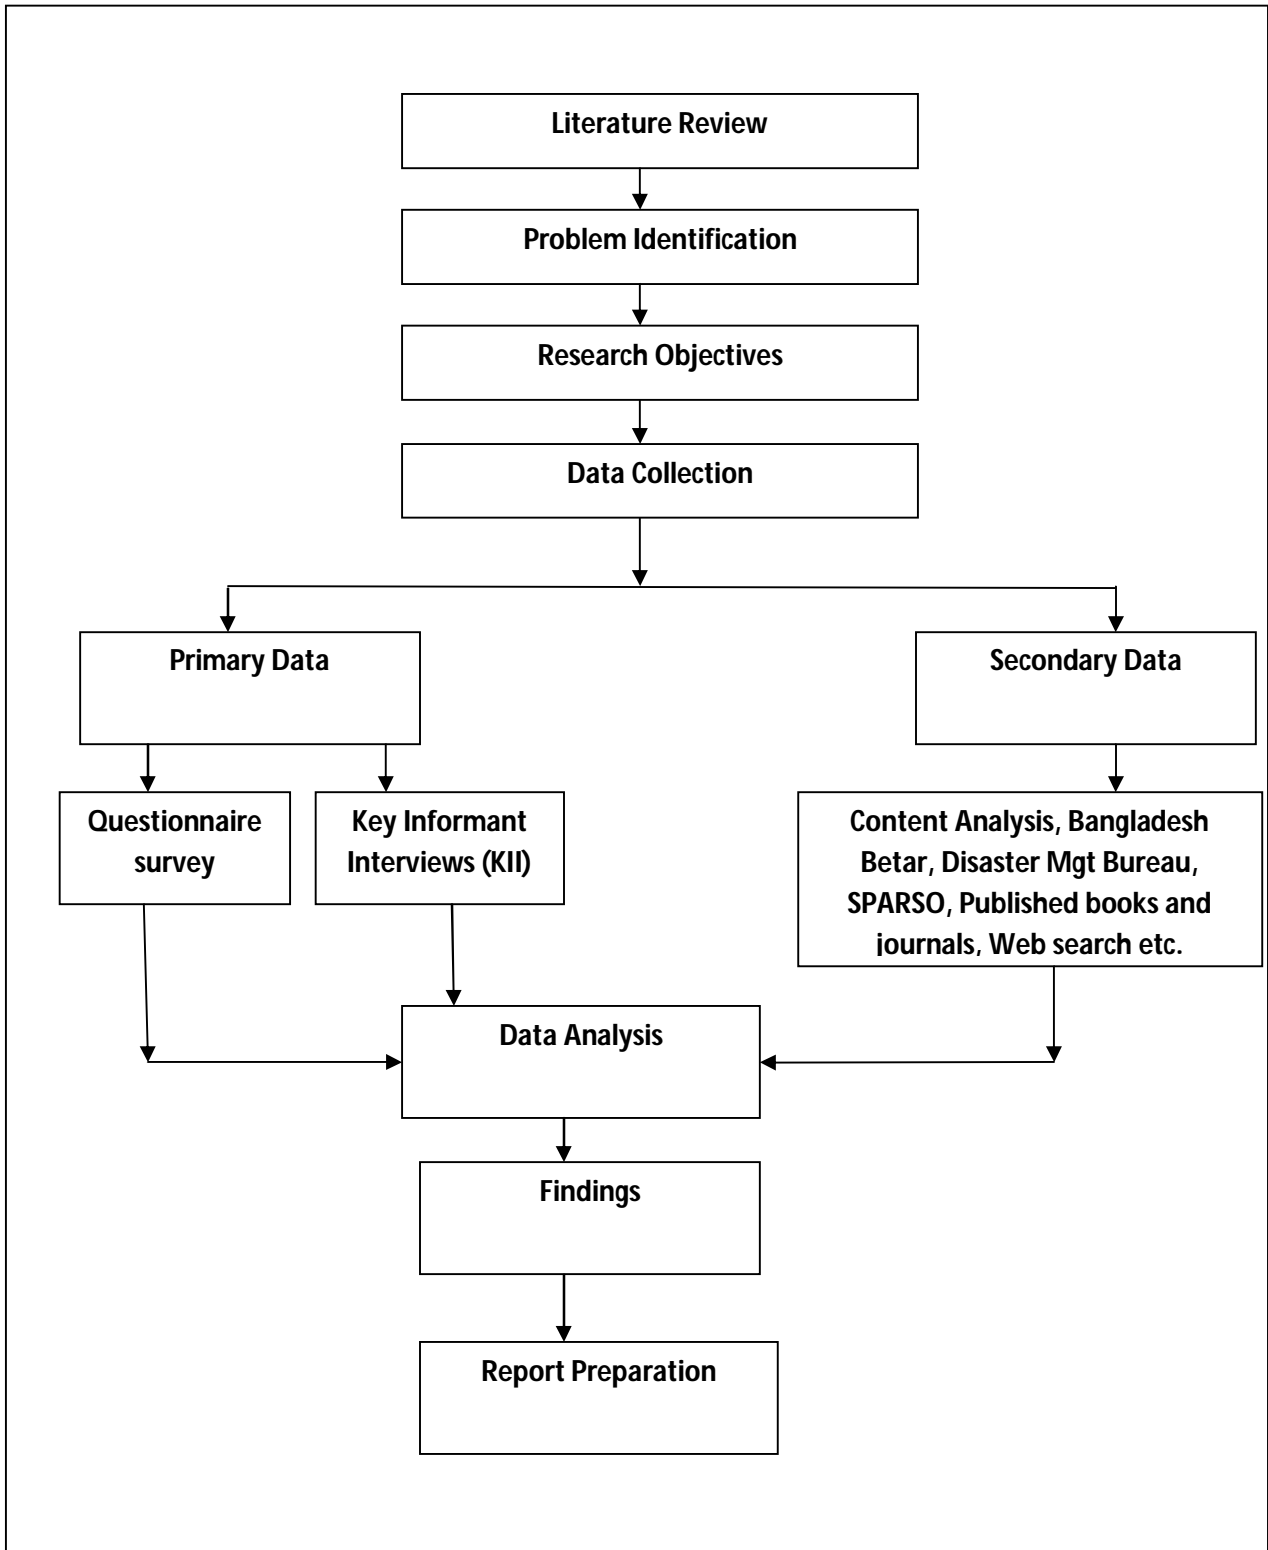 Literature Review
Problem Identification
Research Objectives
Data Collection
Primary Data
Secondary Data
Questionnaire
survey
Key Informant
Interviews (KII)
Content Analysis, Bangladesh
Betar, Disaster Mgt Bureau,
SPARSO, Published books and
journals, Web search etc.
Data Analysis
Findings
Report Preparation